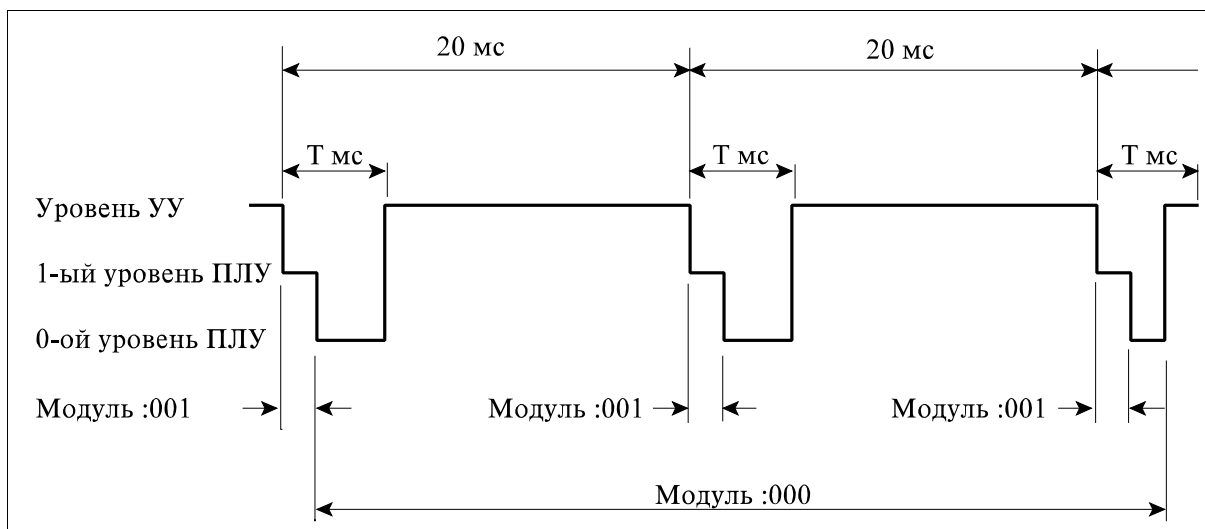 20 мс
20 мс
Т мс
Т мс
Т мс
Уровень УУ
1-ый уровень ПЛУ
0-ой уровень ПЛУ
Модуль :001
Модуль :001
Модуль :001
Модуль :000